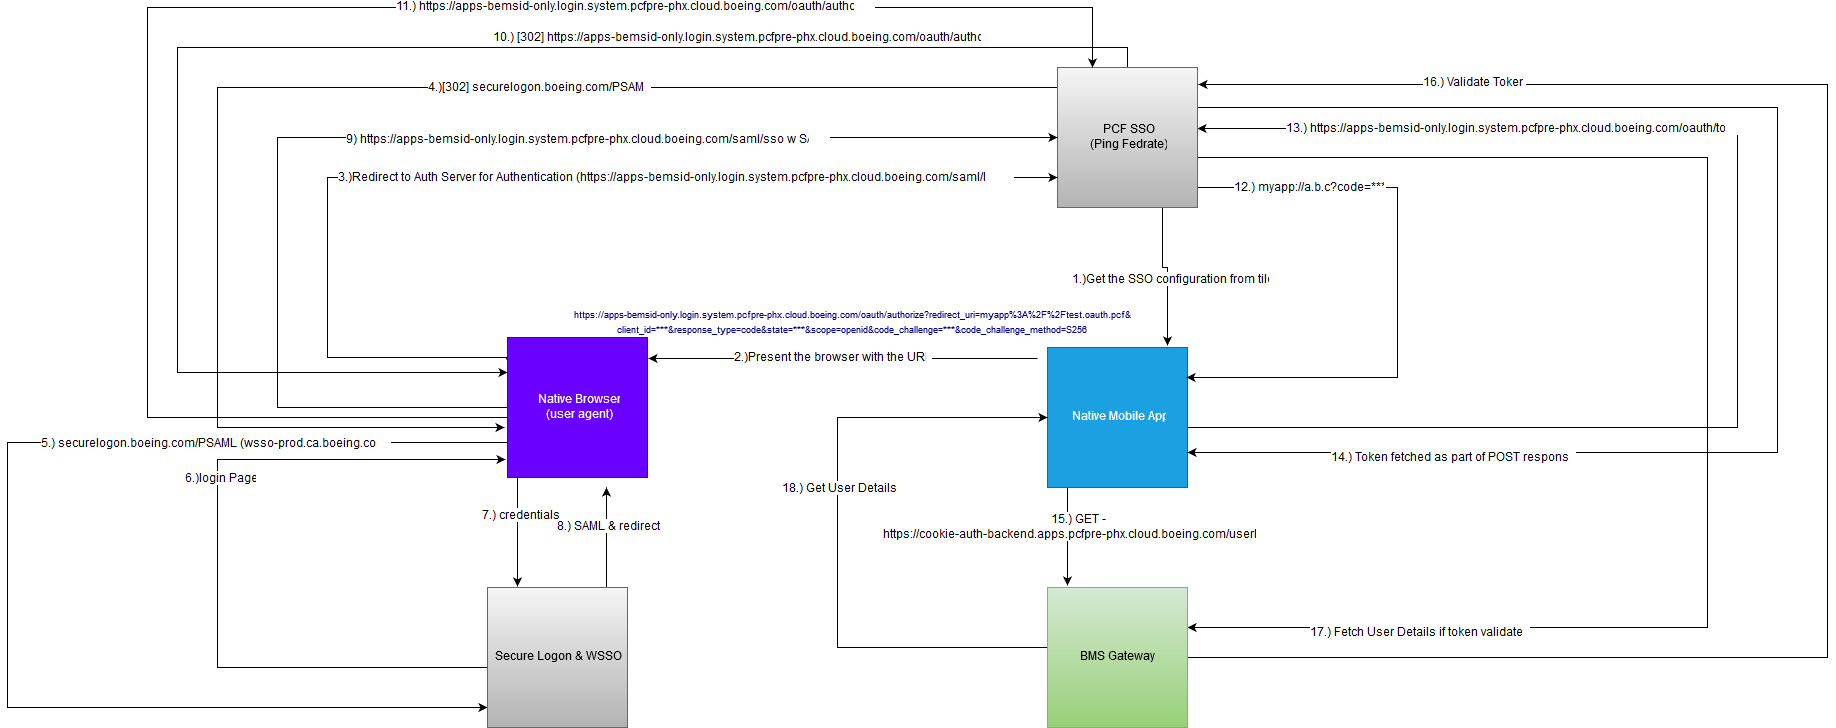 11.) https://apps-bemsid-only.login.system.pcfpre-phx.cloud.boeing.com/oauth/autho
10.) [302] https://apps-bemsid-only.login.system.pcfpre-phx.cloud.boeing.com/oauth/autho
4.)[302] securelogon.boeing.com/PSAM
16.) Validate Token
PCF SSO
(Ping Fedrate)
13.) https://apps-bemsid-only.login.system.pcfpre-phx.cloud.boeing.com/oauth/to
9) https://apps-bemsid-only.login.system.pcfpre-phx.cloud.boeing.com/saml/sso w SA
3.)Redirect to Auth Server for Authentication (https://apps-bemsid-only.login.system.pcfpre-phx.cloud.boeing.com/saml/l
12.) myapp://a.b.c?code=***
1.)Get the SSO configuration from tile
https://apps-bemsid-only.login.system.pcfpre-phx.cloud.boeing.com/oauth/authorize?redirect_uri=myapp%3A%2F%2Ftest.oauth.pcf&
client_id=***&response_type=code&state=***&scope=openid&code_challenge=***&code_challenge_method=S256
2.)Present the browser with the URI
Native Browser
(user agent)
Native Mobile App
5.) securelogon.boeing.com/PSAML (wsso-prod.ca.boeing.co
6.)login Page
14.) Token fetched as part of POST respons
18.) Get User Details
7.) credentials
8.) SAML & redirect
15.) GET -
https://cookie-auth-backend.apps.pcfpre-phx.cloud.boeing.com/userI
17.) Fetch User Details if token validate
Secure Logon & WSSO
BMS Gateway